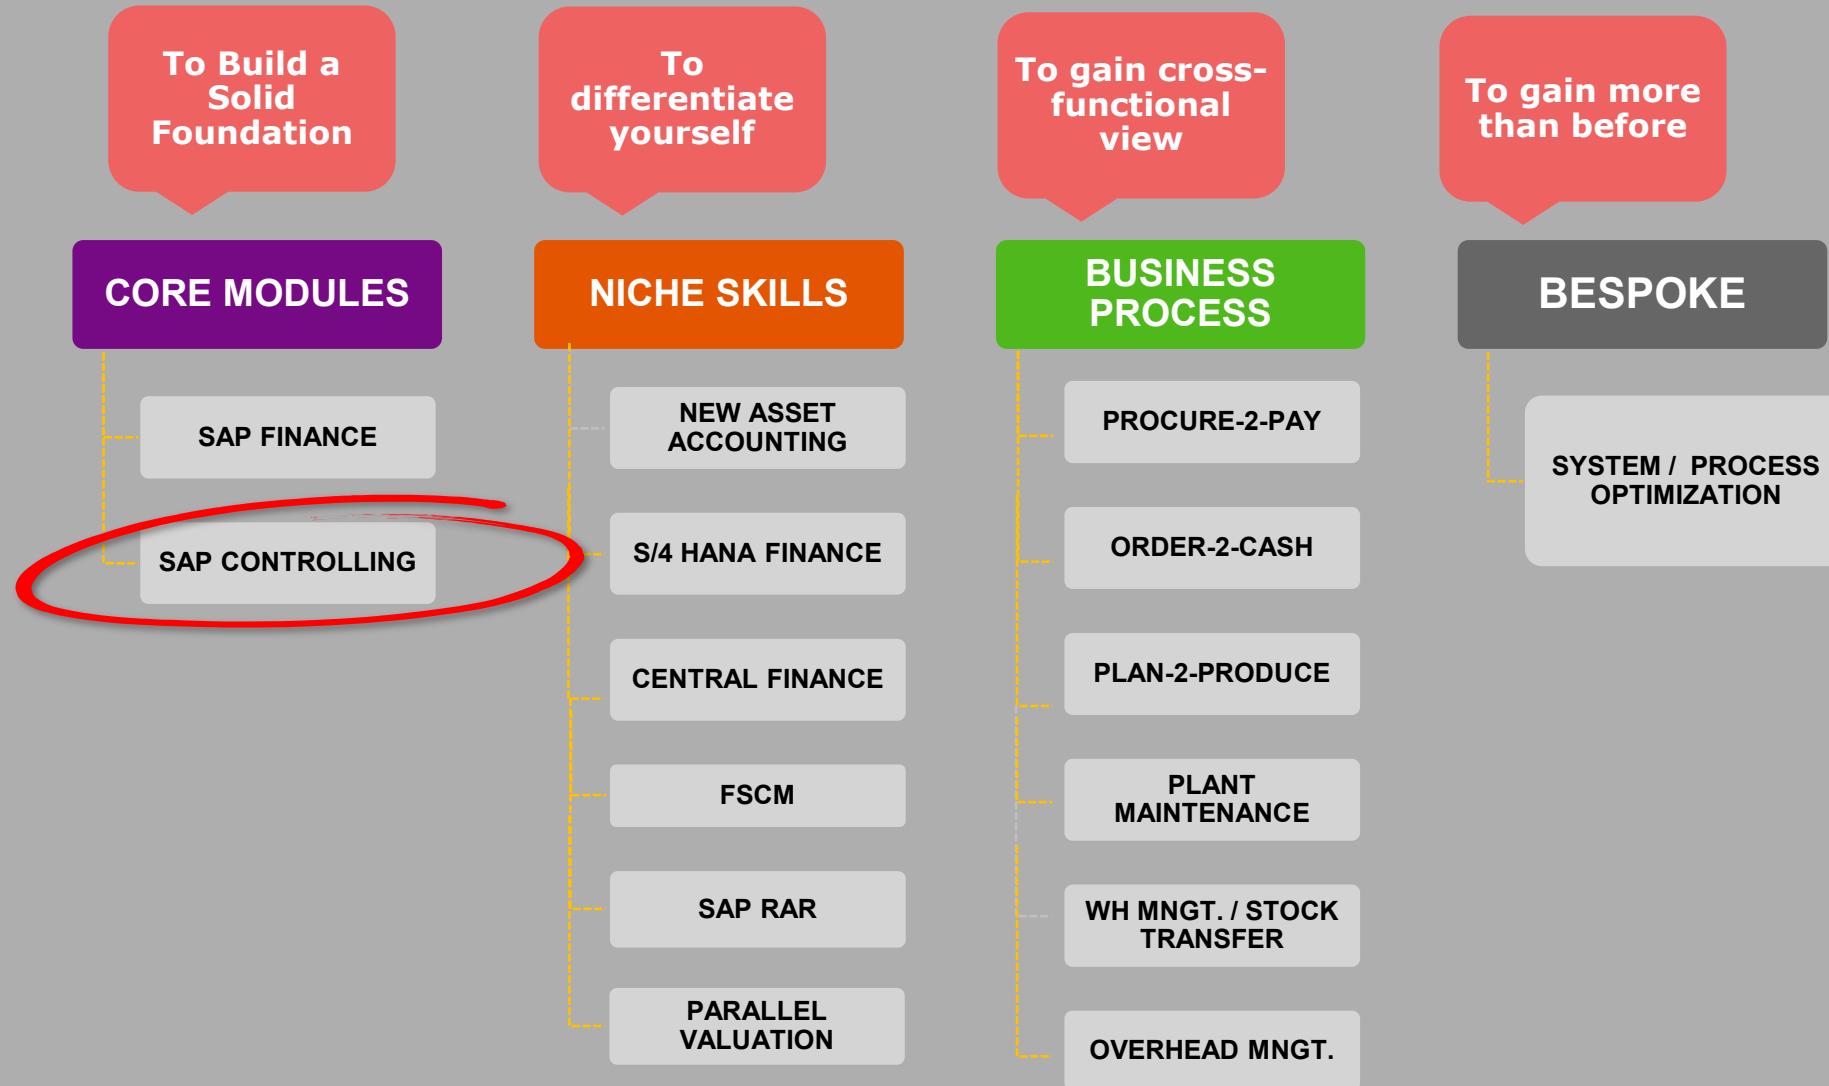 To Build a
Solid
Foundation
To
differentiate
yourself
To gain cross-
functional
view
To gain more
than before
CORE MODULES
NICHE SKILLS
BUSINESS
PROCESS
BESPOKE
SAP FINANCE
SAP CONTROLLING
NEW ASSET
ACCOUNTING
S/4 HANA FINANCE
CENTRAL FINANCE
FSCM
SAP RAR
PARALLEL
VALUATION
PROCURE-2-PAY
ORDER-2-CASH
PLAN-2-PRODUCE
PLANT
MAINTENANCE
WH MNGT. / STOCK
TRANSFER
OVERHEAD MNGT.
SYSTEM / PROCESS
OPTIMIZATION